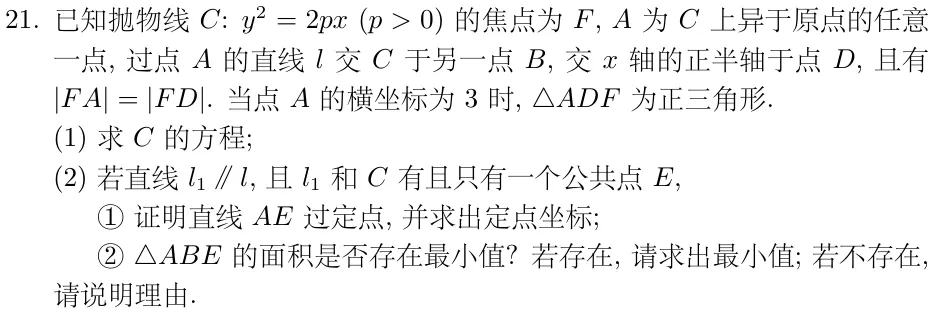 21. 已知抛物线 C: y² = 2px (p > 0) 的焦点为 F, A 为 C 上异于原点的任意
一点, 过点 A 的直线 l 交 C 于另一点 B, 交 x 轴的正半轴于点 D, 且有
|FA| = |FD|. 当点 A 的横坐标为 3 时, △ADF 为正三角形.
(1) 求 C 的方程;
(2) 若直线 l₁ ∥ l, 且 l₁ 和 C 有且只有一个公共点 E,
① 证明直线 AE 过定点, 并求出定点坐标;
② △ABE 的面积是否存在最小值? 若存在, 请求出最小值; 若不存在,
请说明理由.